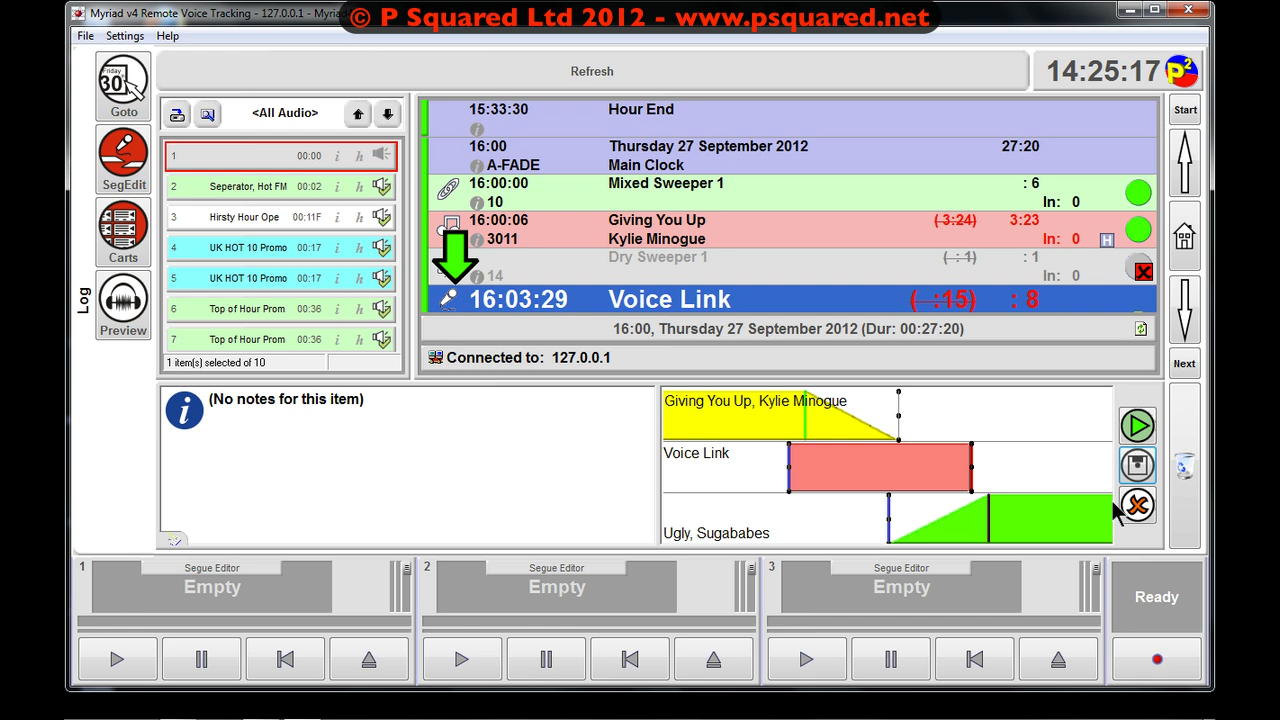 Myriad v4 Remote Voice Tracking - 127.0.0.1 - Myriad
© P Squared Ltd 2012 - www.psquared.net
File Settings Help
Friday
30
Goto
Refresh
14:25:17
P2
<All Audio>
Start
1 00:00 i h
2 Seperator, Hot FM 00:02 i h
3 Hirsty Hour Ope 00:11F i h
4 UK HOT 10 Promo 00:17 i h
5 UK HOT 10 Promo 00:17 i h
6 Top of Hour Prom 00:36 i h
7 Top of Hour Prom 00:36 i h
1 item(s) selected of 10
SegEdit
Carts
Preview
Log
15:33:30 Hour End
16:00 Thursday 27 September 2012 27:20
A-FADE Main Clock
16:00:00 Mixed Sweeper 1 : 6
10 In: 0
16:00:06 Giving You Up (3:24) 3:23
3011 Kylie Minogue In: 0 H
Dry Sweeper 1 ( : 1) : 1
14 In: 0
16:03:29 Voice Link ( :15) : 8
16:00, Thursday 27 September 2012 (Dur: 00:27:20)
Connected to: 127.0.0.1
Next
(No notes for this item)
Giving You Up, Kylie Minogue
Voice Link
Ugly, Sugababes
1 Segue Editor
Empty
2 Segue Editor
Empty
3 Segue Editor
Empty
Ready